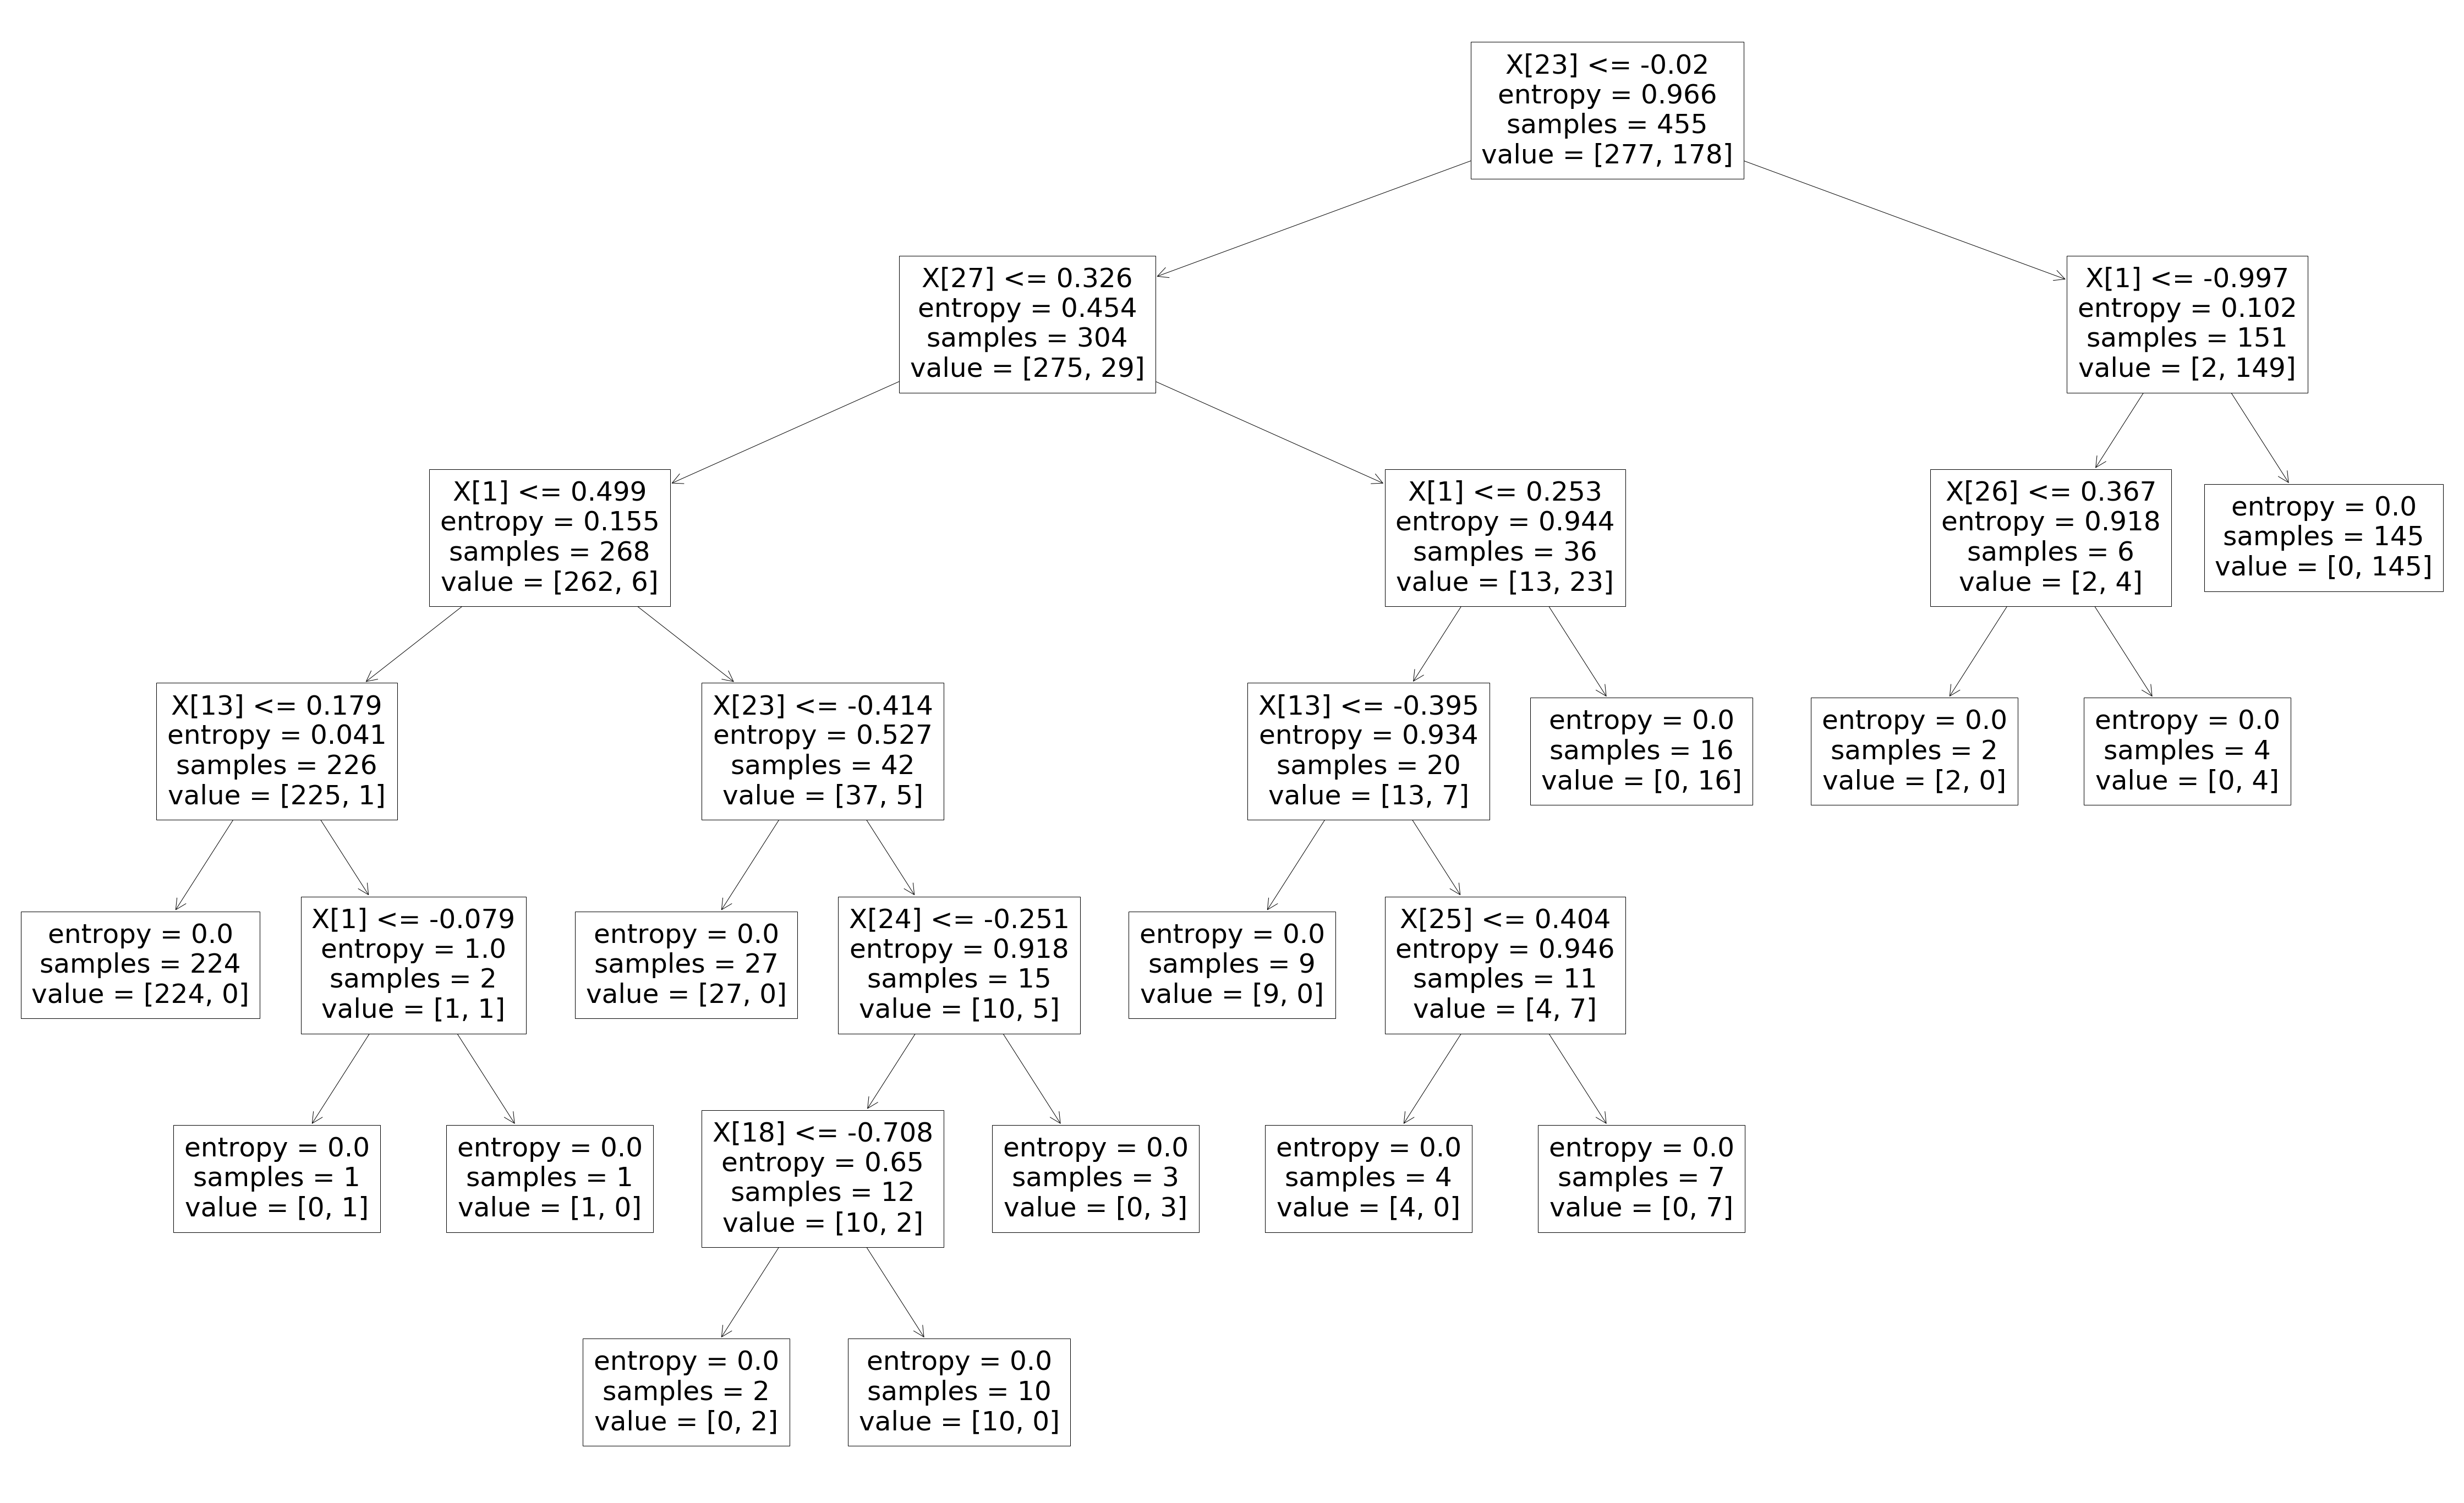 X[23] <= -0.02
entropy = 0.966
samples = 455
value = [277, 178]
X[27] <= 0.326
entropy = 0.454
samples = 304
value = [275, 29]
X[1] <= -0.997
entropy = 0.102
samples = 151
value = [2, 149]
X[1] <= 0.499
entropy = 0.155
samples = 268
value = [262, 6]
X[1] <= 0.253
entropy = 0.944
samples = 36
value = [13, 23]
X[26] <= 0.367
entropy = 0.918
samples = 6
value = [2, 4]
entropy = 0.0
samples = 145
value = [0, 145]
X[13] <= 0.179
entropy = 0.041
samples = 226
value = [225, 1]
X[23] <= -0.414
entropy = 0.527
samples = 42
value = [37, 5]
X[13] <= -0.395
entropy = 0.934
samples = 20
value = [13, 7]
entropy = 0.0
samples = 16
value = [0, 16]
entropy = 0.0
samples = 2
value = [2, 0]
entropy = 0.0
samples = 4
value = [0, 4]
entropy = 0.0
samples = 224
value = [224, 0]
X[1] <= -0.079
entropy = 1.0
samples = 2
value = [1, 1]
entropy = 0.0
samples = 27
value = [27, 0]
X[24] <= -0.251
entropy = 0.918
samples = 15
value = [10, 5]
entropy = 0.0
samples = 9
value = [9, 0]
X[25] <= 0.404
entropy = 0.946
samples = 11
value = [4, 7]
entropy = 0.0
samples = 1
value = [0, 1]
entropy = 0.0
samples = 1
value = [1, 0]
X[18] <= -0.708
entropy = 0.65
samples = 12
value = [10, 2]
entropy = 0.0
samples = 3
value = [0, 3]
entropy = 0.0
samples = 4
value = [4, 0]
entropy = 0.0
samples = 7
value = [0, 7]
entropy = 0.0
samples = 2
value = [0, 2]
entropy = 0.0
samples = 10
value = [10, 0]